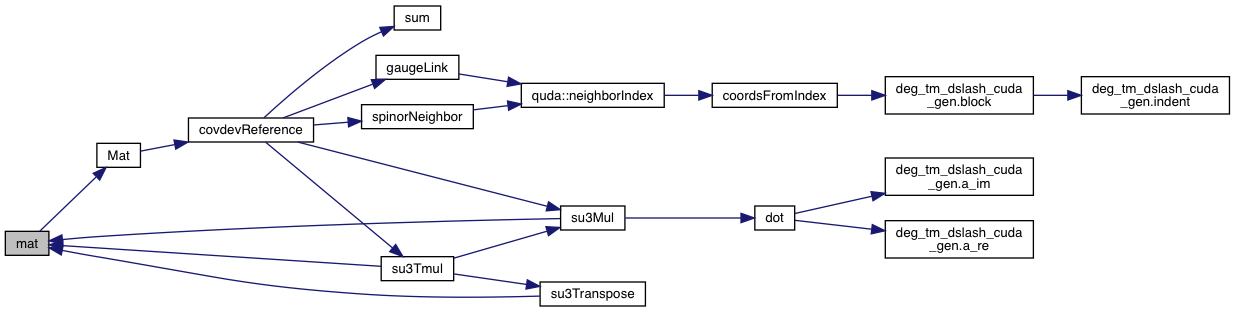 sum
gaugeLink
quda::neighborIndex
coordsFromIndex
deg_tm_dslash_cuda
_gen.block
deg_tm_dslash_cuda
_gen.indent
spinorNeighbor
covdevReference
Mat
mat
su3Mul
dot
deg_tm_dslash_cuda
_gen.a_im
deg_tm_dslash_cuda
_gen.a_re
su3Tmul
su3Transpose